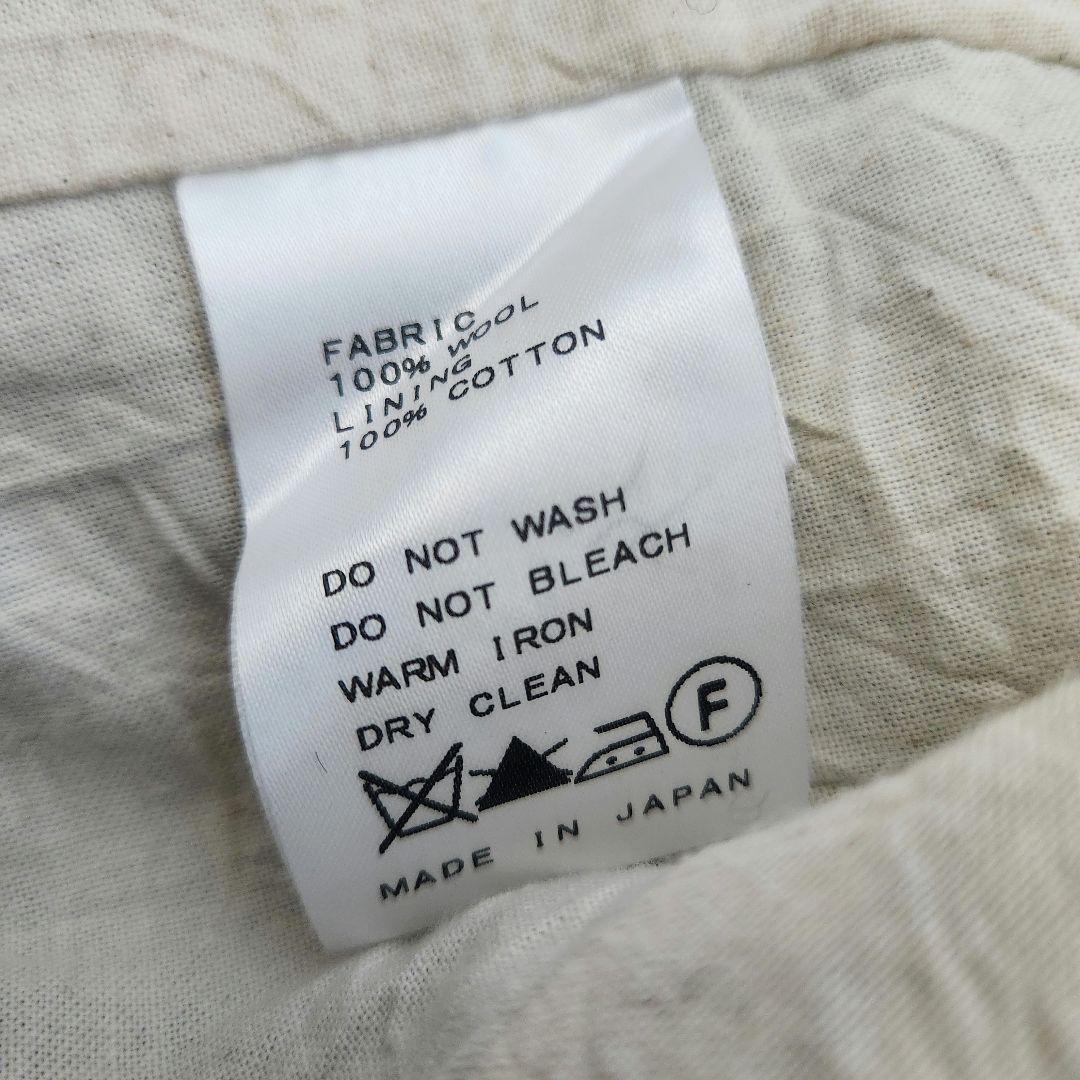 FABRIC
100% WOOL
LINING
100% COTTON
DO NOT WASH
DO NOT BLEACH
WARM IRON
DRY CLEAN
F
MADE IN JAPAN